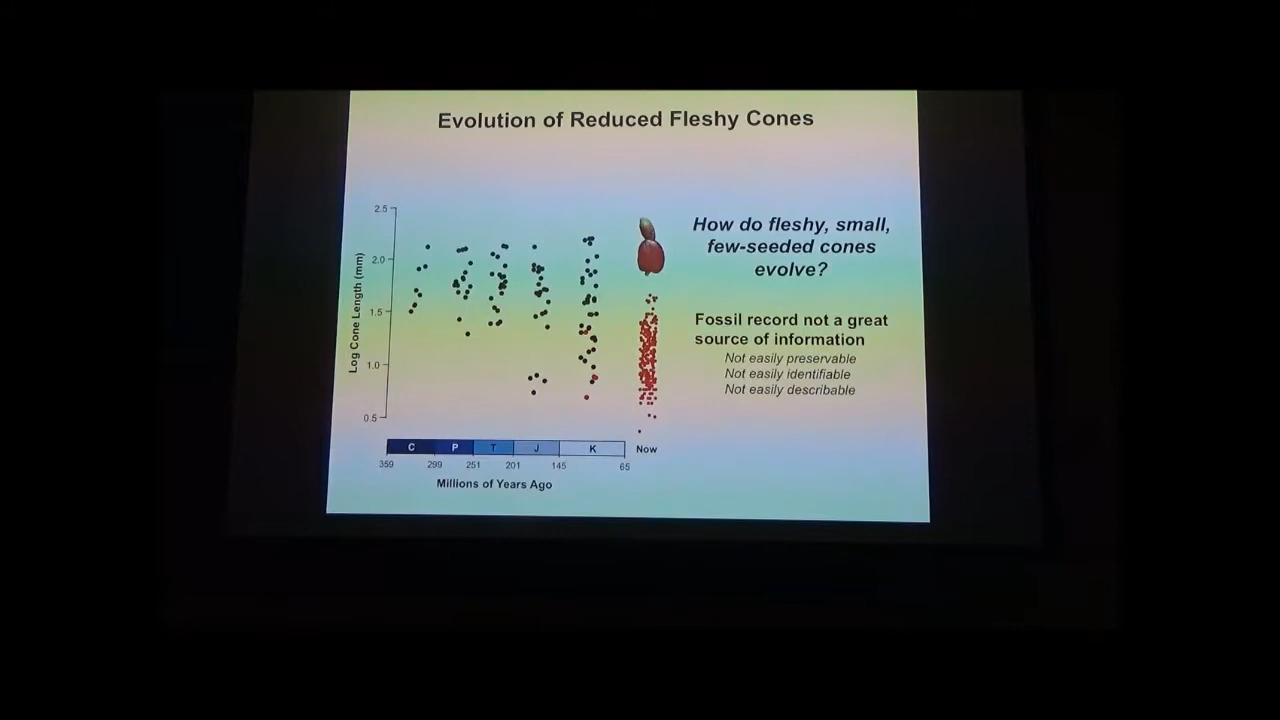 Evolution of Reduced Fleshy Cones
2.5
2.0
1.5
1.0
0.5
Log Cone Length (mm)
C P T J K
Now
359 299 251 201 145 65
Millions of Years Ago
How do fleshy, small,
few-seeded cones
evolve?
Fossil record not a great
source of information
Not easily preservable
Not easily identifiable
Not easily describable